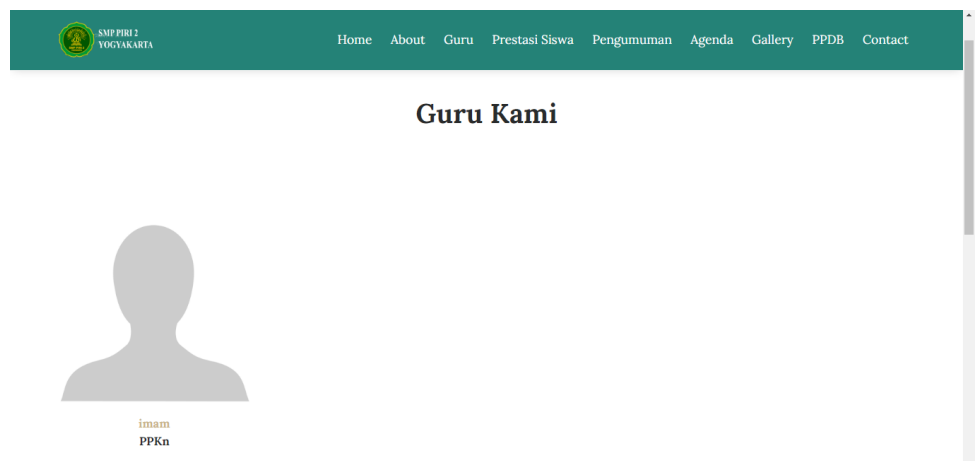 SMP PIRI 2
YOGYAKARTA
Home About Guru Prestasi Siswa Pengumuman Agenda Gallery PPDB Contact
Guru Kami
imam
PPKn